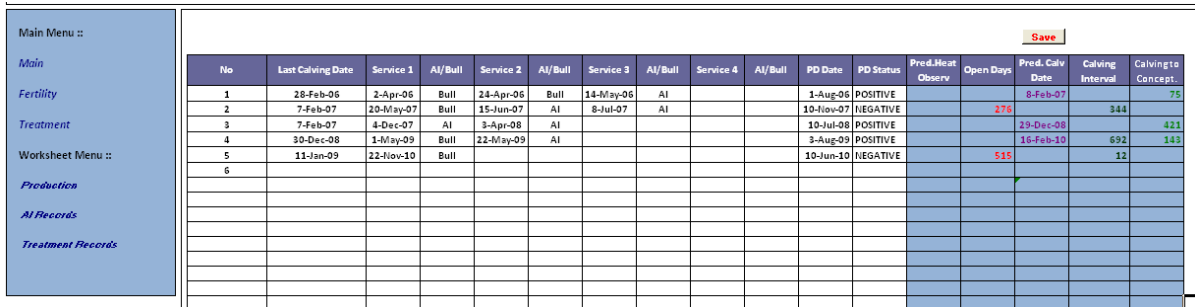 Main Menu ::
Main
Fertility
Treatment
Worksheet Menu ::
Production
AI Records
Treatment Records
Save
No Last Calving Date Service 1 AI/Bull Service 2 AI/Bull Service 3 AI/Bull Service 4 AI/Bull PD Date PD Status Pred.Heat Observ Open Days Pred. Calv Date Calving Interval Calving to Concept.
1 28-Feb-06 2-Apr-06 Bull 24-Apr-06 Bull 14-May-06 AI 1-Aug-06 POSITIVE 8-Feb-07 75
2 7-Feb-07 20-May-07 Bull 15-Jun-07 AI 8-Jul-07 AI 10-Nov-07 NEGATIVE 276 344
3 7-Feb-07 4-Dec-07 AI 3-Apr-08 AI 10-Jul-08 POSITIVE 29-Dec-08 421
4 30-Dec-08 1-May-09 Bull 22-May-09 AI 3-Aug-09 POSITIVE 16-Feb-10 692 143
5 11-Jan-09 22-Nov-10 Bull 10-Jun-10 NEGATIVE 515 12
6